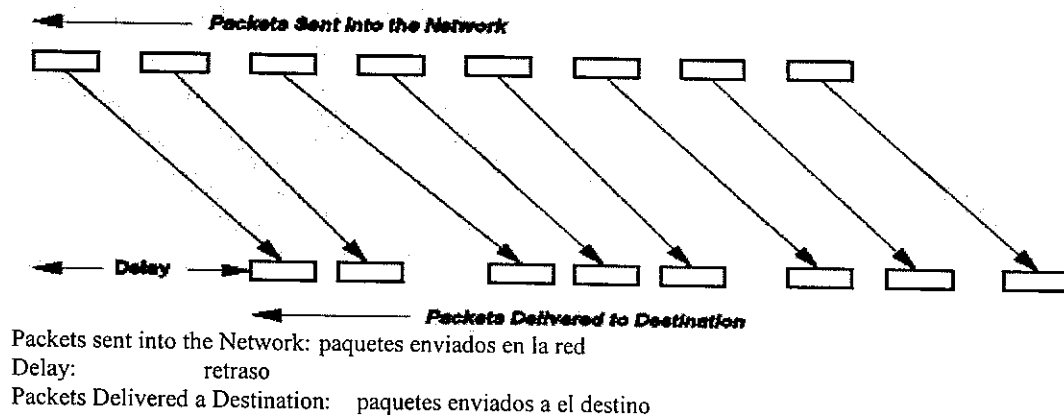 Packets Sent Into the Network
Delay
Packets Delivered to Destination
Packets sent into the Network: paquetes enviados en la red
Delay: retraso
Packets Delivered a Destination: paquetes enviados a el destino